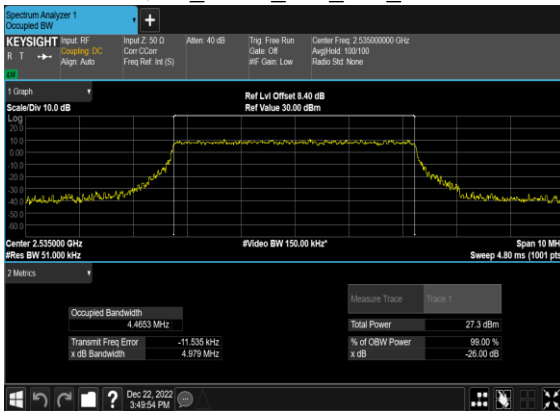 Spectrum Analyzer 1
Occupied BW
KEYSIGHT
R T
Input: RF
Coupling: DC
Align: Auto
Input Z: 50 Ω
Corr CCorr
Freq Ref: Int (S)
Atten: 40 dB
Trig: Free Run
Gate: Off
#IF Gain: Low
Center Freq: 2.535000000 GHz
Avg|Hold: 100/100
Radio Std: None
1 Graph
Scale/Div 10.0 dB
Ref Lvl Offset 8.40 dB
Ref Value 30.00 dBm
Log
20.0
10.0
0.00
-10.0
-20.0
-30.0
-40.0
-50.0
-60.0
Center 2.535000 GHz
#Res BW 51.000 kHz
#Video BW 150.00 kHz*
Span 10 MH
Sweep 4.80 ms (1001 pts
2 Metrics
Measure Trace
Trace 1
Occupied Bandwidth
4.4653 MHz
Total Power
27.3 dBm
Transmit Freq Error
-11.535 kHz
% of OBW Power
99.00 %
x dB Bandwidth
4.979 MHz
x dB
-26.00 dB
?
Dec 22, 2022
3:49:54 PM